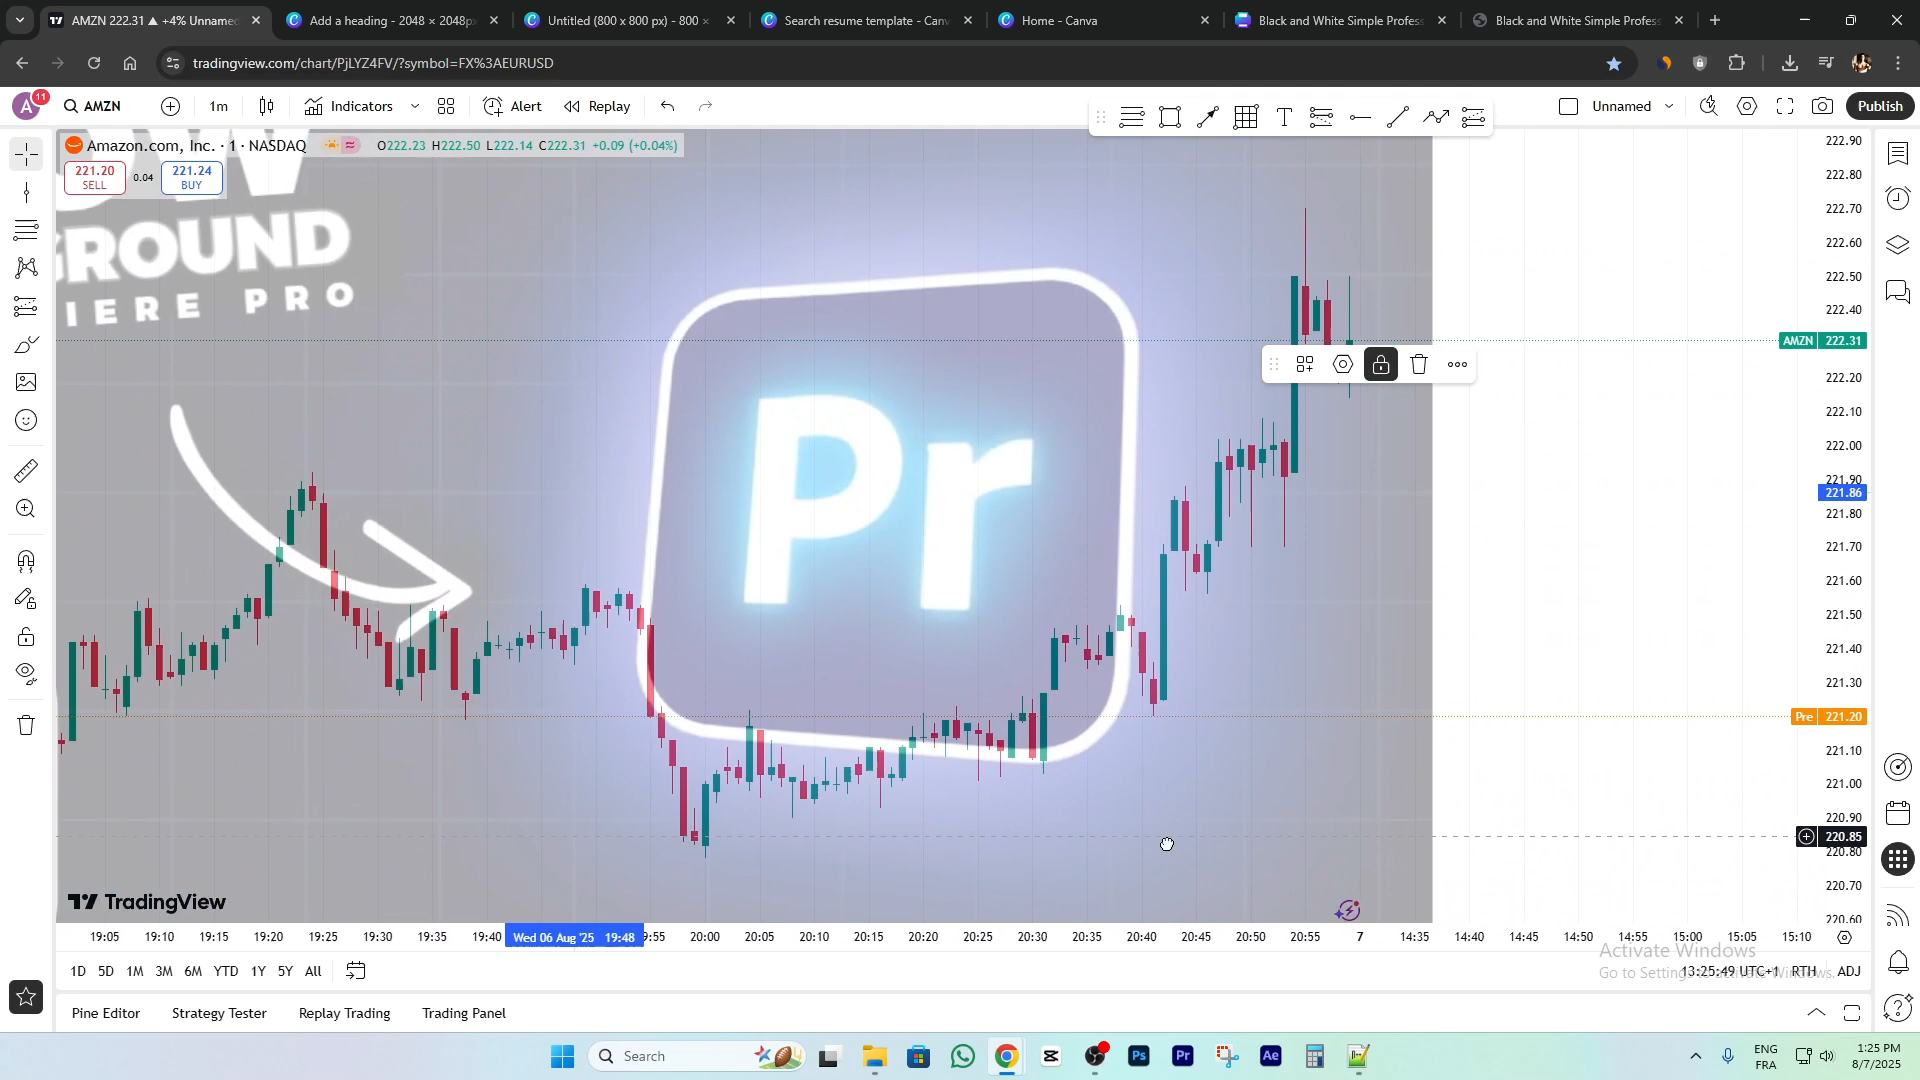 AMZN 222.31 ▲ +4% Unname
Add a heading - 2048 × 2048p
Untitled (800 x 800 px) - 800 ×
Search resume template - Can
Home - Canva
Black and White Simple Profess
Black and White Simple Profess
tradingview.com/chart/PjLYZ4FV/?symbol=FX%3AEURUSD
A
11
AMZN
1m
Indicators
Alert
Replay
Unnamed
Publish
Amazon.com, Inc. · 1 · NASDAQ
O222.23 H222.50 L222.14 C222.31 +0.09 (+0.04%)
221.20
SELL
0.04
221.24
BUY
GROUND
IERE PRO
Pr
222.90
222.80
222.70
222.60
222.50
222.40
AMZN 222.31
222.20
222.10
222.00
221.90
221.86
221.80
221.70
221.60
221.50
221.40
221.30
Pre 221.20
221.10
221.00
220.90
220.85
220.80
220.70
220.60
TradingView
19:05 19:10 19:15 19:20 19:25 19:30 19:35 19:40 Wed 06 Aug '25 19:48 :55 20:00 20:05 20:10 20:15 20:20 20:25 20:30 20:35 20:40 20:45 20:50 20:55 7 14:35 14:40 14:45 14:50 14:55 15:00 15:05 15:10
Activate Windows
Go to Settings to activate Windows.
1D 5D 1M 3M 6M YTD 1Y 5Y All
13:25:49 UTC+1 RTH ADJ
Pine Editor
Strategy Tester
Replay Trading
Trading Panel
Search
Ps
Pr
Ae
ENG
FRA
1:25 PM
8/7/2025